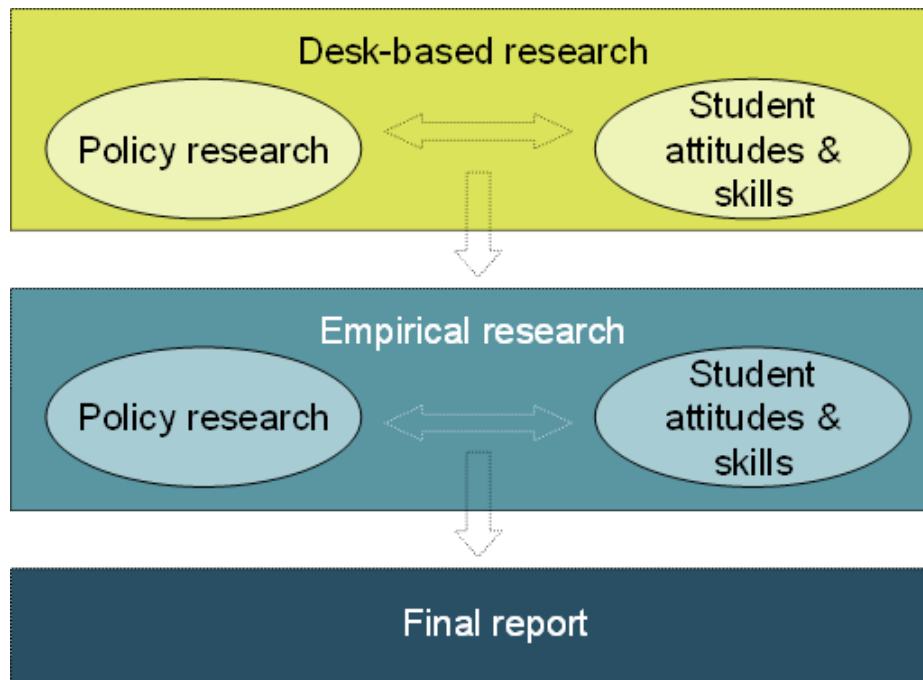 Desk-based research
Policy research
Student
attitudes &
skills
Empirical research
Policy research
Student
attitudes &
skills
Final report